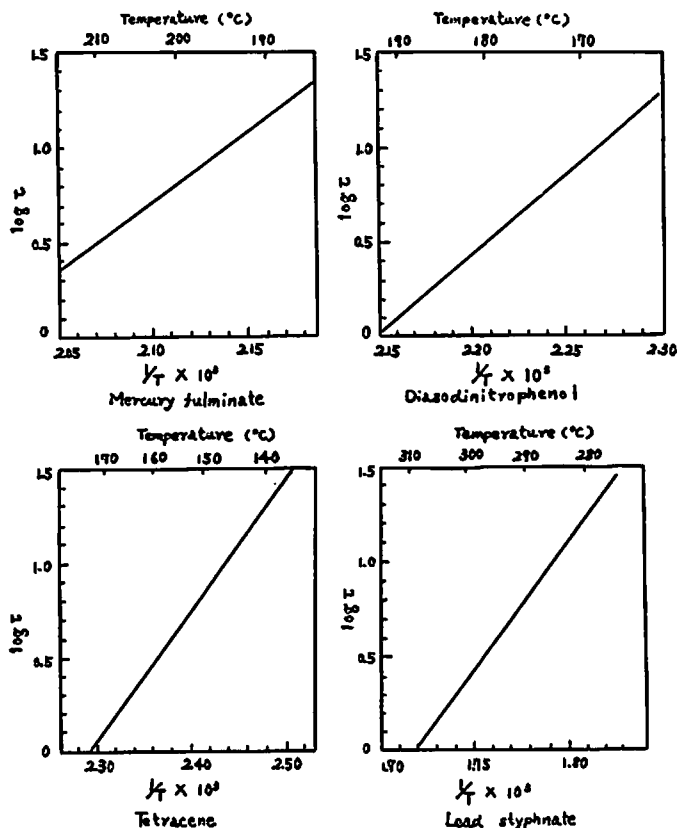 Temperature (°C)
210 200 190
1.5
1.0
0.5
0
log τ
2.05 2.10 2.15
1/T × 10³
Mercury fulminate
Temperature (°C)
190 180 170
1.5
1.0
0.5
0
log τ
2.15 2.20 2.25 2.30
1/T × 10³
Diazodinitrophenol
Temperature (°C)
170 160 150 140
1.5
1.0
0.5
0
log τ
2.30 2.40 2.50
1/T × 10³
Tetracene
Temperature (°C)
310 300 290 280
1.5
1.0
0.5
0
log τ
1.70 1.75 1.80
1/T × 10³
Lead styphnate